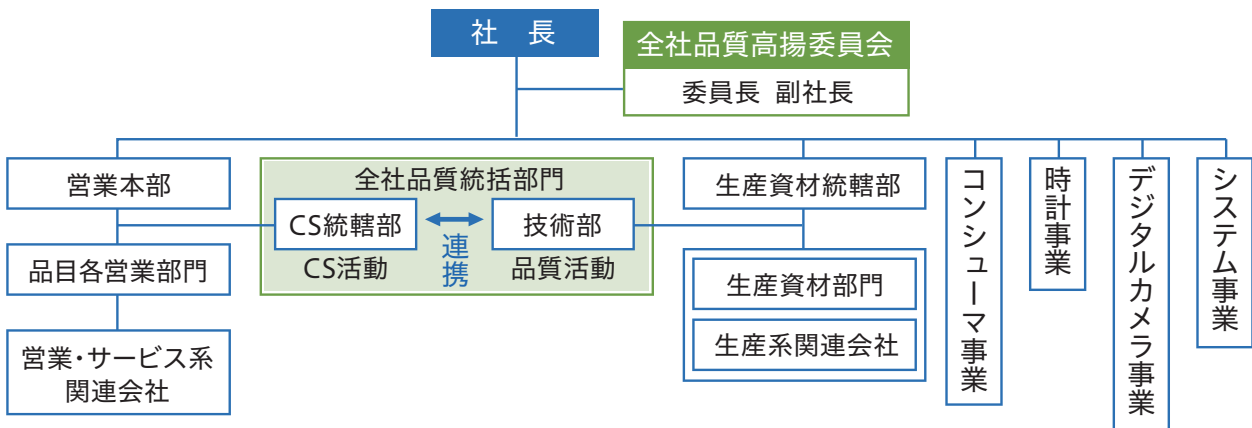 社 長
全社品質高揚委員会
委員長 副社長
営業本部
全社品質統括部門
CS統轄部
連携
技術部
CS活動
品質活動
生産資材統轄部
品目各営業部門
生産資材部門
営業・サービス系
関連会社
生産系関連会社
コンシューマ事業
時計事業
デジタルカメラ事業
システム事業